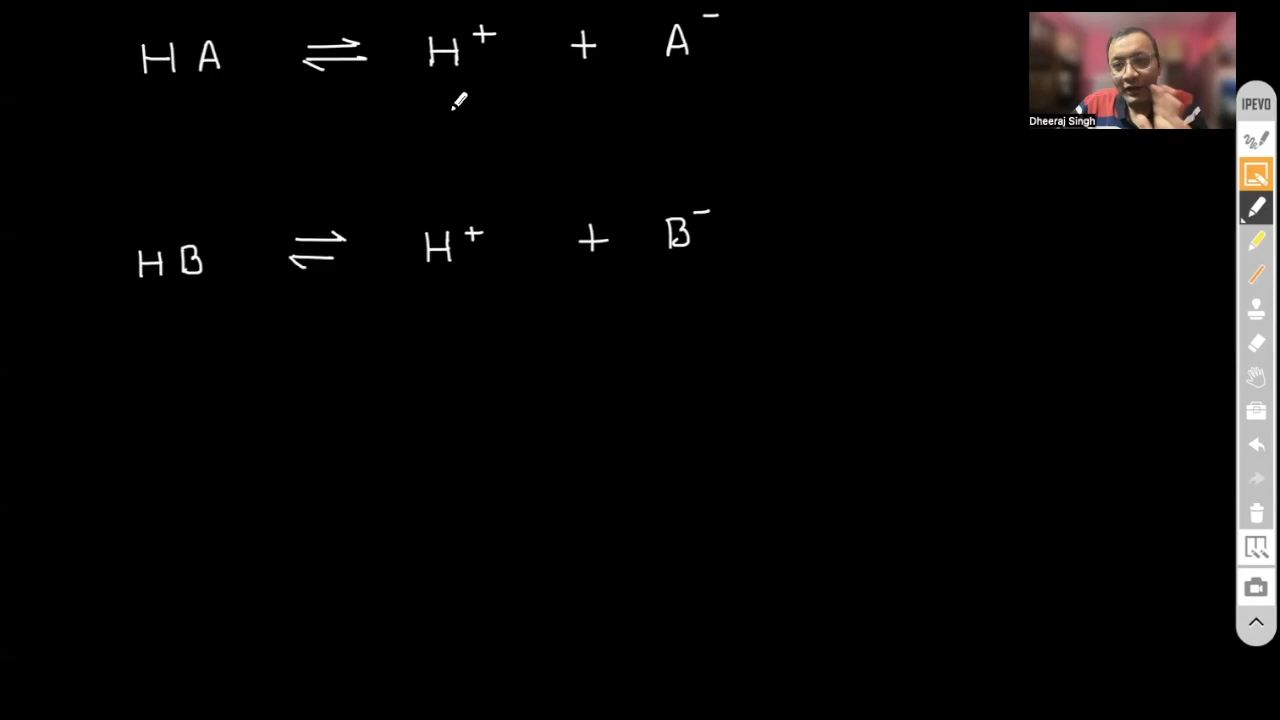 HA ⇌ H⁺ + A⁻
Dheeraj Singh
IPEVO
HB ⇌ H⁺ + B⁻